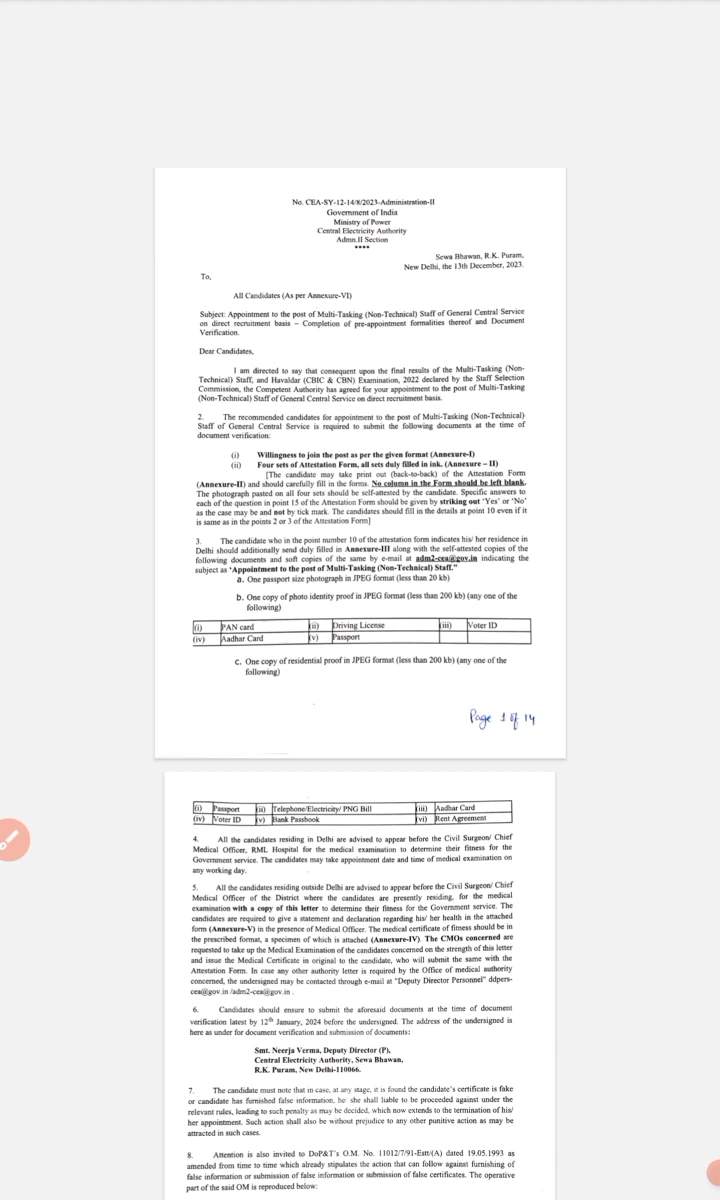 No. CEA-SY-12-14/8/2023-Administration-II
Government of India
Ministry of Power
Central Electricity Authority
Admn.II Section
****
Sewa Bhawan, R.K. Puram,
New Delhi, the 13th December, 2023.
To,
All Candidates (As per Annexure-VI)
Subject: Appointment to the post of Multi-Tasking (Non-Technical) Staff of General Central Service
on direct recruitment basis – Completion of pre-appointment formalities thereof and Document
Verification.
Dear Candidates,
I am directed to say that consequent upon the final results of the Multi-Tasking (Non-
Technical) Staff, and Havaldar (CBIC & CBN) Examination, 2022 declared by the Staff Selection
Commission, the Competent Authority has agreed for your appointment to the post of Multi-Tasking
(Non-Technical) Staff of General Central Service on direct recruitment basis.
2. The recommended candidates for appointment to the post of Multi-Tasking (Non-Technical)
Staff of General Central Service is required to submit the following documents at the time of
document verification:
(i) Willingness to join the post as per the given format (Annexure-I)
(ii) Four sets of Attestation Form, all sets duly filled in ink. (Annexure – II)
[The candidate may take print out (back-to-back) of the Attestation Form
(Annexure-II) and should carefully fill in the forms. No column in the Form should be left blank.
The photograph pasted on all four sets should be self-attested by the candidate. Specific answers to
each of the question in point 15 of the Attestation Form should be given by striking out 'Yes' or 'No'
as the case may be and not by tick mark. The candidates should fill in the details at point 10 even if it
is same as in the points 2 or 3 of the Attestation Form]
3. The candidate who in the point number 10 of the attestation form indicates his/ her residence in
Delhi should additionally send duly filled in Annexure-III along with the self-attested copies of the
following documents and soft copies of the same by e-mail at adm2-cea@gov.in indicating the
subject as "Appointment to the post of Multi-Tasking (Non-Technical) Staff."
a. One passport size photograph in JPEG format (less than 20 kb)
b. One copy of photo identity proof in JPEG format (less than 200 kb) (any one of the
following)
(i) PAN card (ii) Driving License (iii) Voter ID
(iv) Aadhar Card (v) Passport
c. One copy of residential proof in JPEG format (less than 200 kb) (any one of the
following)
Page 1 of 14
(i) Passport (ii) Telephone/Electricity/ PNG Bill (iii) Aadhar Card
(iv) Voter ID (v) Bank Passbook (vi) Rent Agreement
4. All the candidates residing in Delhi are advised to appear before the Civil Surgeon/ Chief
Medical Officer, RML Hospital for the medical examination to determine their fitness for the
Government service. The candidates may take appointment date and time of medical examination on
any working day.
5. All the candidates residing outside Delhi are advised to appear before the Civil Surgeon/ Chief
Medical Officer of the District where the candidates are presently residing, for the medical
examination with a copy of this letter to determine their fitness for the Government service. The
candidates are required to give a statement and declaration regarding his/ her health in the attached
form (Annexure-V) in the presence of Medical Officer. The medical certificate of fitness should be in
the prescribed format, a specimen of which is attached (Annexure-IV). The CMOs concerned are
requested to take up the Medical Examination of the candidates concerned on the strength of this letter
and issue the Medical Certificate in original to the candidate, who will submit the same with the
Attestation Form. In case any other authority letter is required by the Office of medical authority
concerned, the undersigned may be contacted through e-mail at "Deputy Director Personnel" ddpers-
cea@gov.in /adm2-cea@gov.in .
6. Candidates should ensure to submit the aforesaid documents at the time of document
verification latest by 12th January, 2024 before the undersigned. The address of the undersigned is
here as under for document verification and submission of documents:
Smt. Neerja Verma, Deputy Director (P),
Central Electricity Authority, Sewa Bhawan,
R.K. Puram, New Delhi-110066.
7. The candidate must note that in case, at any stage, it is found the candidate's certificate is fake
or candidate has furnished false information, he/ she shall liable to be proceeded against under the
relevant rules, leading to such penalty as may be decided, which now extends to the termination of his/
her appointment. Such action shall also be without prejudice to any other punitive action as may be
attracted in such cases.
8. Attention is also invited to DoP&T's O.M. No. 11012/7/91-Estt(A) dated 19.05.1993 as
amended from time to time which already stipulates the action that can follow against furnishing of
false information or submission of false information or submission of false certificates. The operative
part of the said OM is reproduced below: